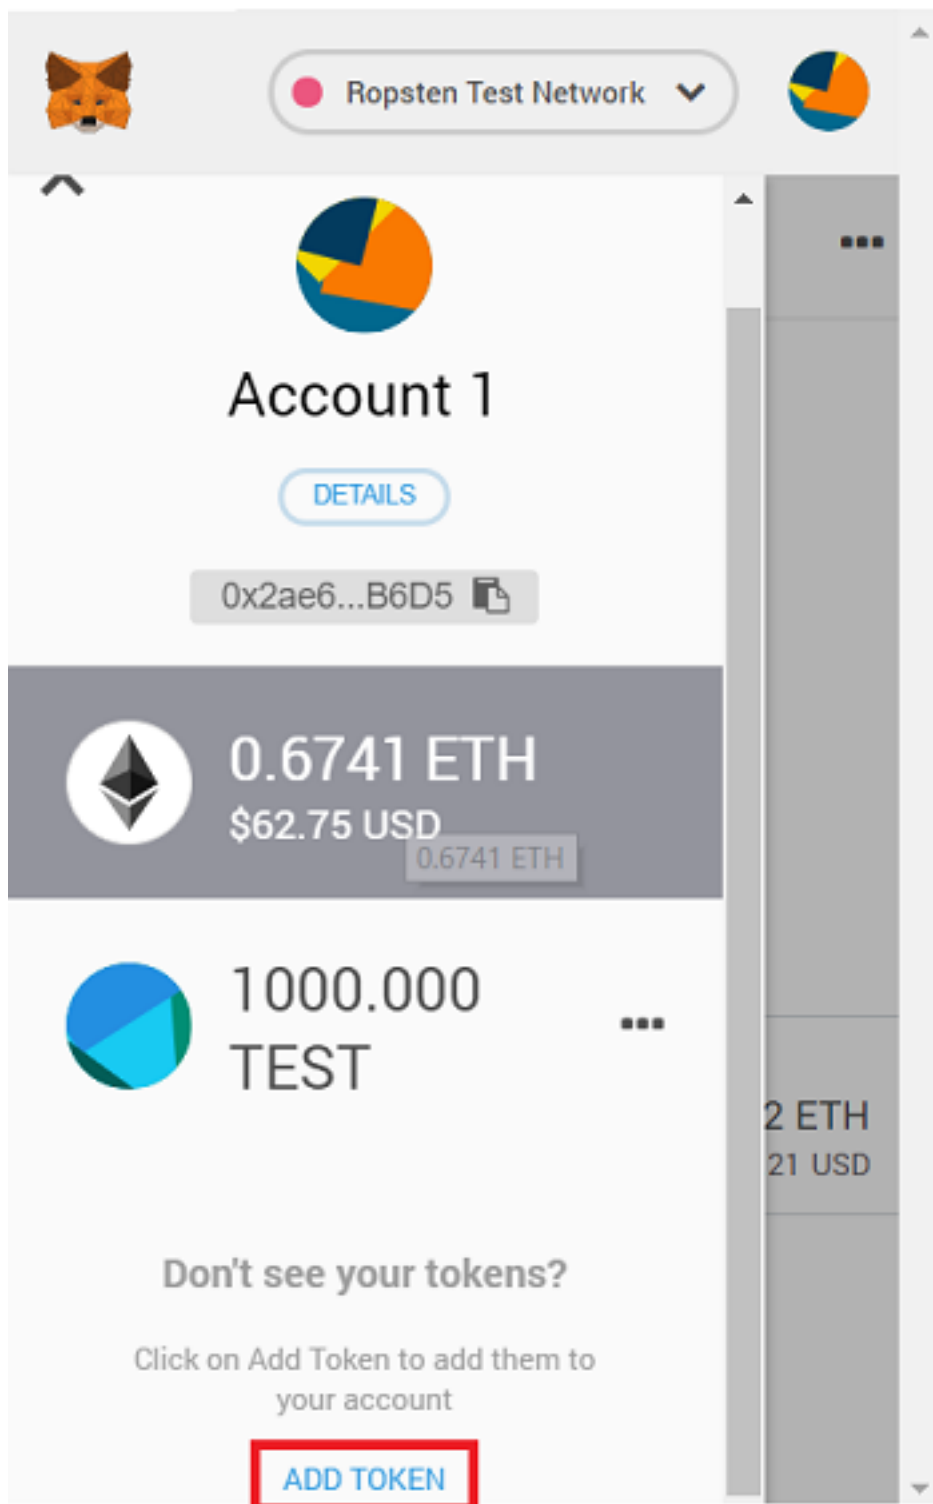 Ropsten Test Network
Account 1
DETAILS
0x2ae6...B6D5
0.6741 ETH
$62.75 USD
0.6741 ETH
1000.000
TEST
2 ETH
21 USD
Don't see your tokens?
Click on Add Token to add them to
your account
ADD TOKEN